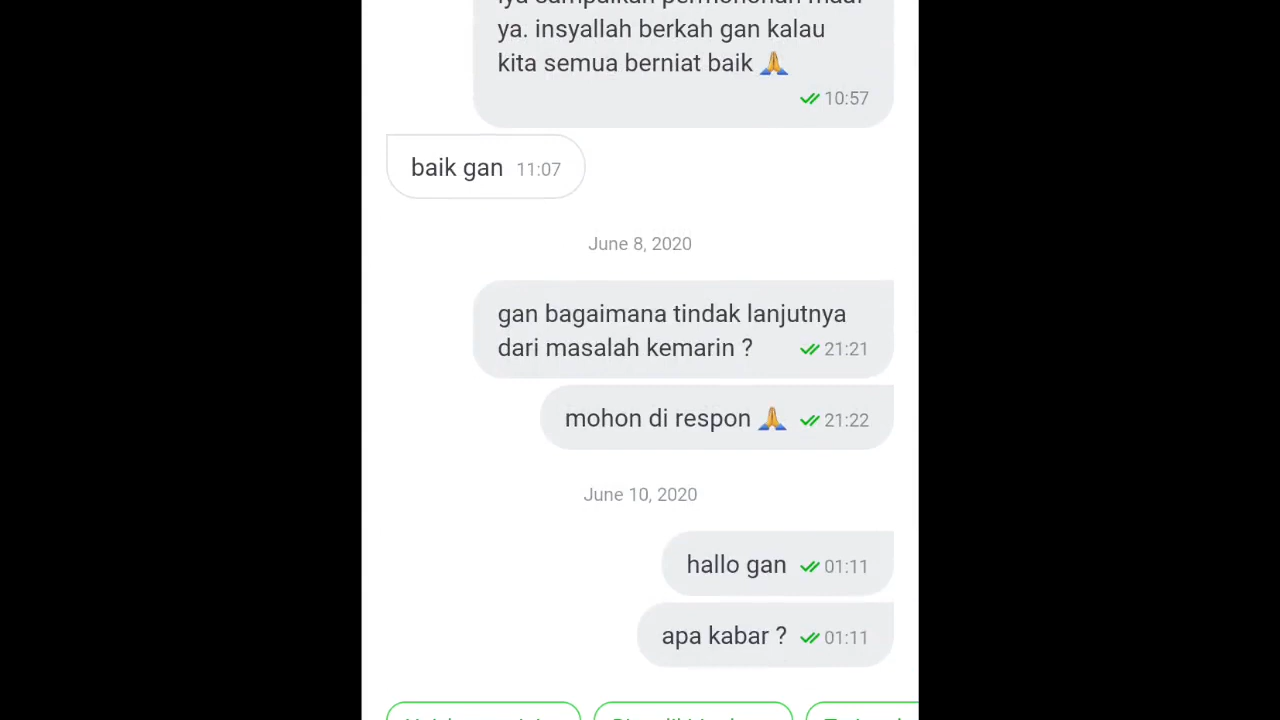 ya. insyallah berkah gan kalau
kita semua berniat baik 🙏
10:57
baik gan 11:07
June 8, 2020
gan bagaimana tindak lanjutnya
dari masalah kemarin ? 21:21
mohon di respon 🙏 21:22
June 10, 2020
hallo gan 01:11
apa kabar ? 01:11